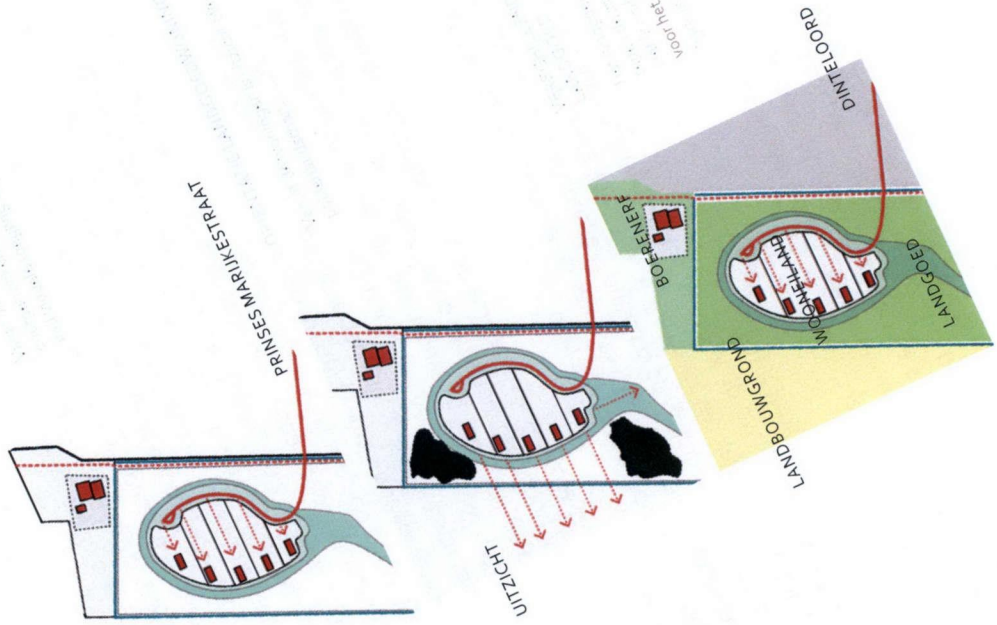 voor het
PRINSES MARIJKESTRAAT
DINTELOORD
BOERENERF
WOONEILAND
LANDGOED
LANDBOUWGROND
UITZICHT